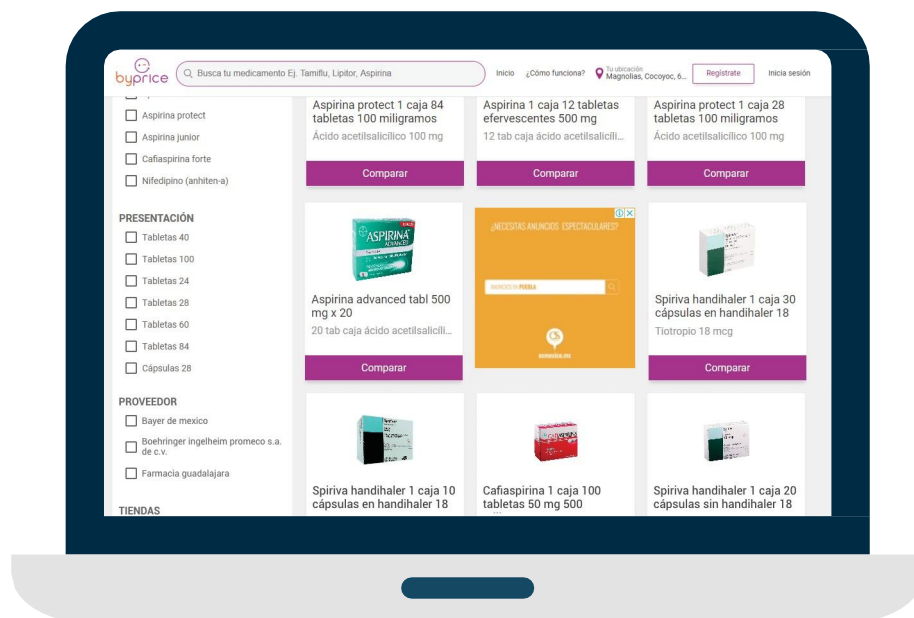 byprice
Busca tu medicamento Ej. Tamiflu, Lipitor, Aspirina
Inicio
¿Cómo funciona?
Tu ubicación
Magnolias, Cocoyoc, 6...
Regístrate
Inicia sesión
Aspirina protect
Aspirina junior
Cafiaspirina forte
Nifedipino (anhiten-a)
PRESENTACIÓN
Tabletas 40
Tabletas 100
Tabletas 24
Tabletas 28
Tabletas 60
Tabletas 84
Cápsulas 28
PROVEEDOR
Bayer de mexico
Boehringer ingelheim promeco s.a.
de c.v.
Farmacia guadalajara
TIENDAS
Aspirina protect 1 caja 84
tabletas 100 miligramos
Ácido acetilsalicílico 100 mg
Comparar
Aspirina 1 caja 12 tabletas
efervescentes 500 mg
12 tab caja ácido acetilsalicíli...
Comparar
Aspirina protect 1 caja 28
tabletas 100 miligramos
Ácido acetilsalicílico 100 mg
Comparar
ASPIRINA
ADVANCED
Aspirina advanced tabl 500
mg x 20
20 tab caja ácido acetilsalicíli...
Comparar
¿NECESITAS ANUNCIOS ESPECTACULARES?
ANUNCIOS EN PUEBLA
Spiriva handihaler 1 caja 30
cápsulas en handihaler 18
Tiotropio 18 mcg
Comparar
Spiriva handihaler 1 caja 10
cápsulas en handihaler 18
Cafiaspirina 1 caja 100
tabletas 50 mg 500
Spiriva handihaler 1 caja 20
cápsulas sin handihaler 18